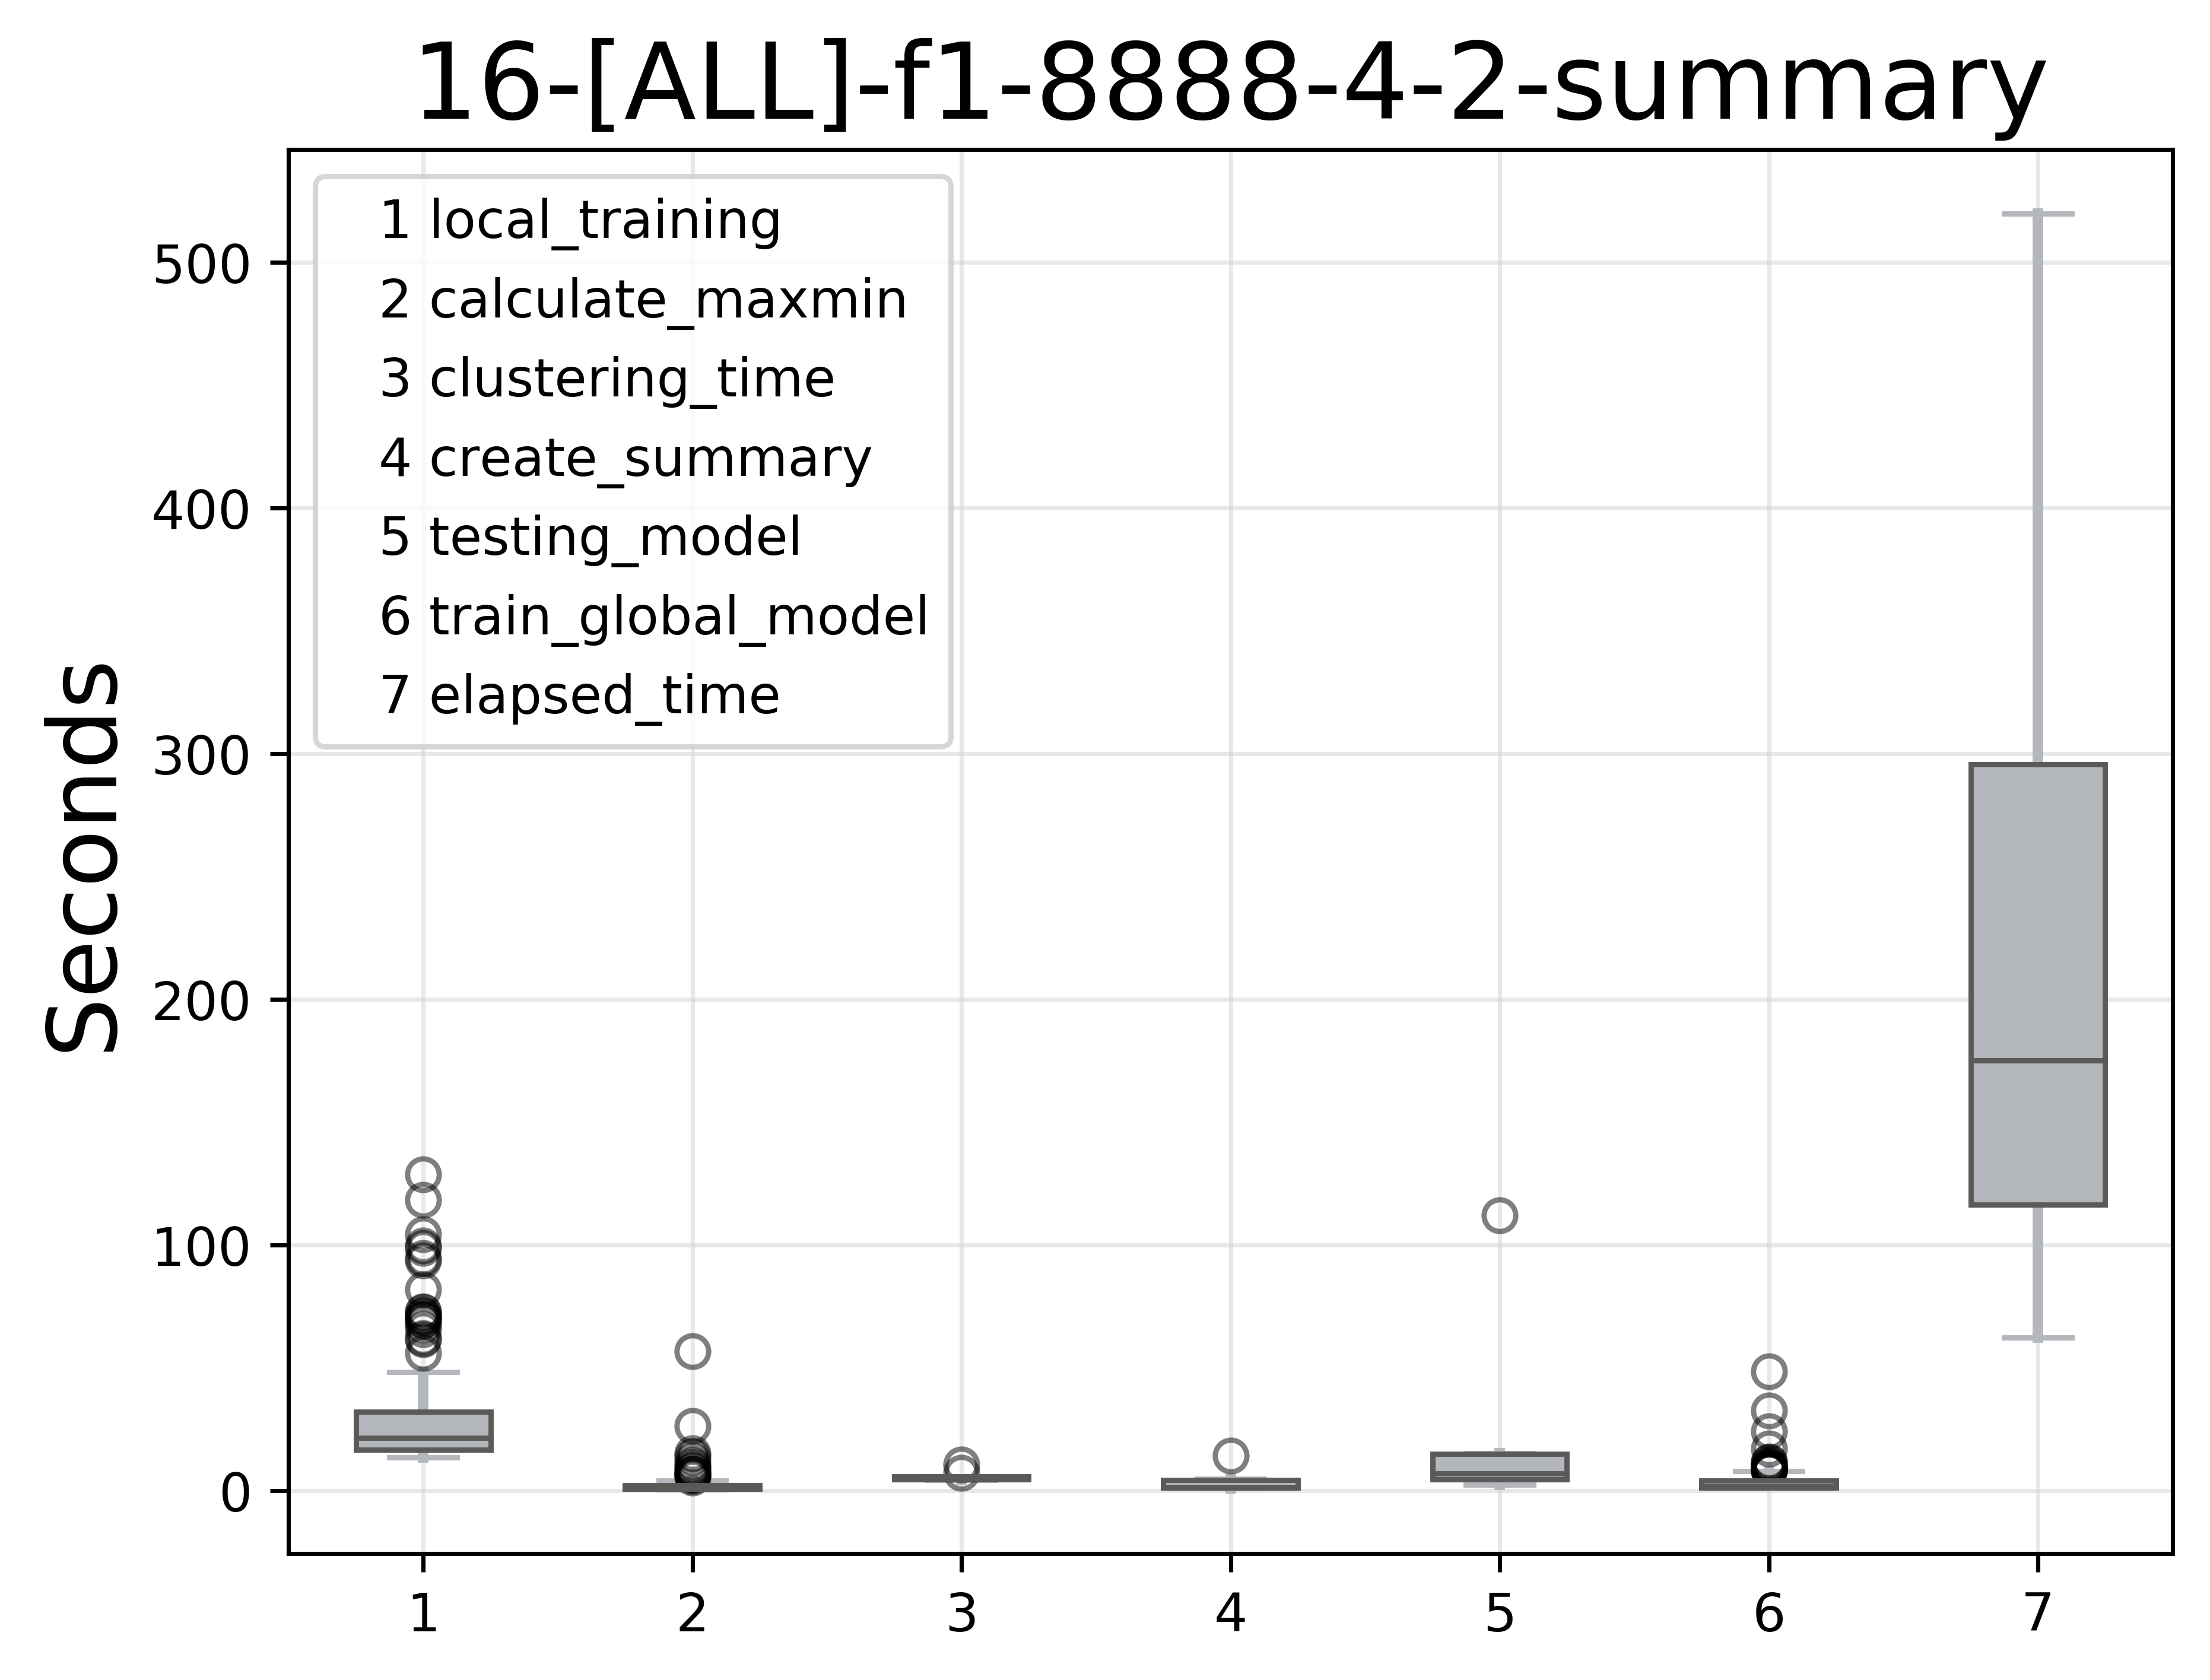 16-[ALL]-f1-8888-4-2-summary
1 local_training
2 calculate_maxmin
3 clustering_time
4 create_summary
5 testing_model
6 train_global_model
7 elapsed_time
Seconds
500
400
300
200
100
0
1 2 3 4 5 6 7